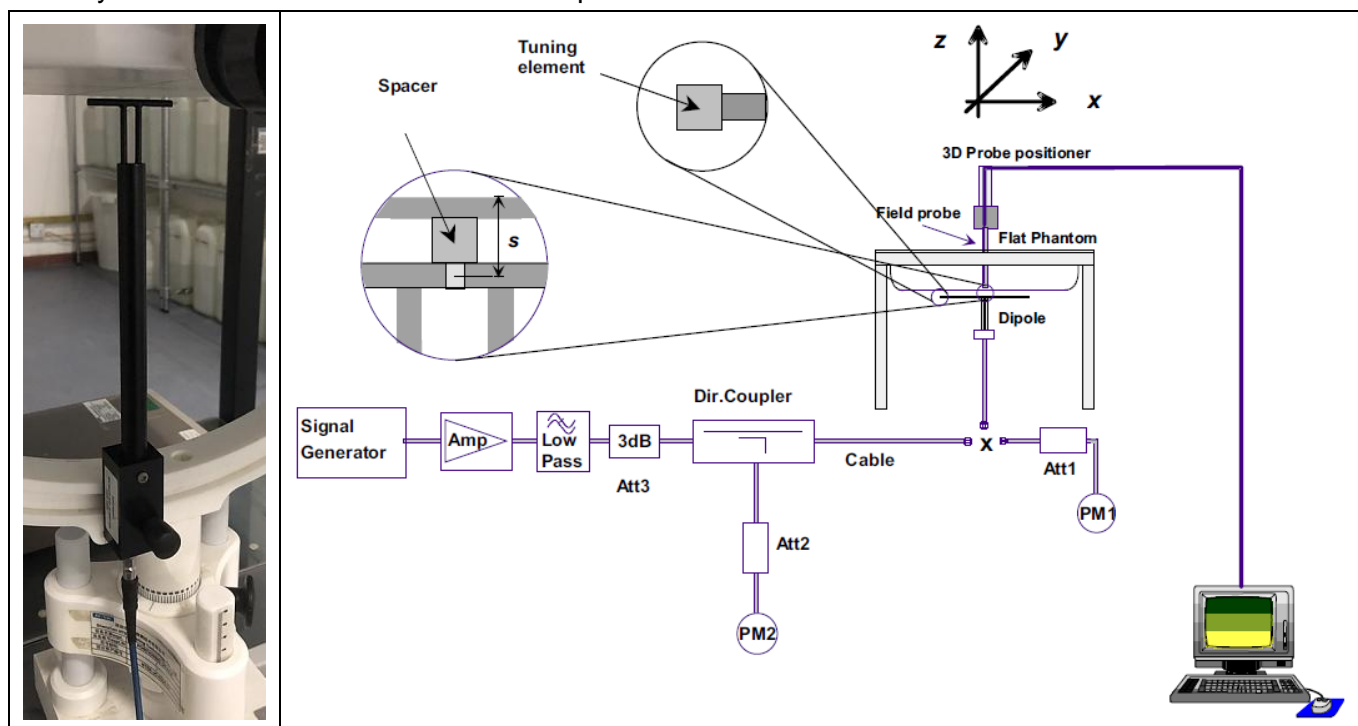 Tuning
element
Spacer
z
y
x
3D Probe positioner
Field probe
Flat Phantom
s
Dipole
Dir.Coupler
Signal
Generator
Amp
Low
Pass
3dB
Att3
Cable
x
Att1
PM1
Att2
PM2